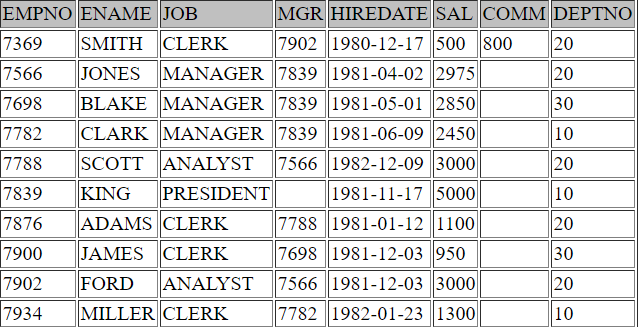 EMPNO ENAME JOB MGR HIREDATE SAL COMM DEPTNO
7369 SMITH CLERK 7902 1980-12-17 500 800 20
7566 JONES MANAGER 7839 1981-04-02 2975 20
7698 BLAKE MANAGER 7839 1981-05-01 2850 30
7782 CLARK MANAGER 7839 1981-06-09 2450 10
7788 SCOTT ANALYST 7566 1982-12-09 3000 20
7839 KING PRESIDENT 1981-11-17 5000 10
7876 ADAMS CLERK 7788 1981-01-12 1100 20
7900 JAMES CLERK 7698 1981-12-03 950 30
7902 FORD ANALYST 7566 1981-12-03 3000 20
7934 MILLER CLERK 7782 1982-01-23 1300 10